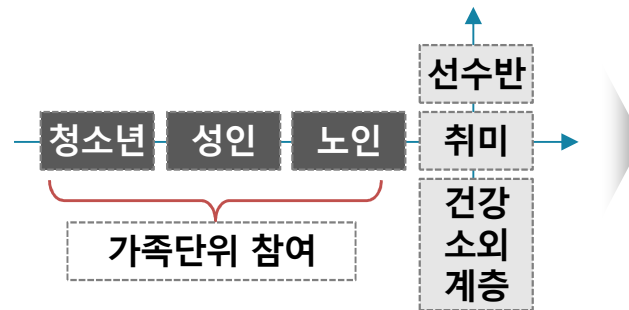 선수반
청소년 성인 노인 취미
건강
소외
계층
가족단위 참여